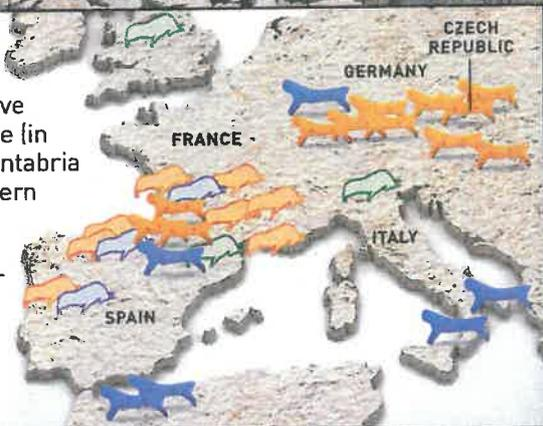 ve
e (in
ntabria
ern
CZECH
REPUBLIC
GERMANY
FRANCE
ITALY
SPAIN